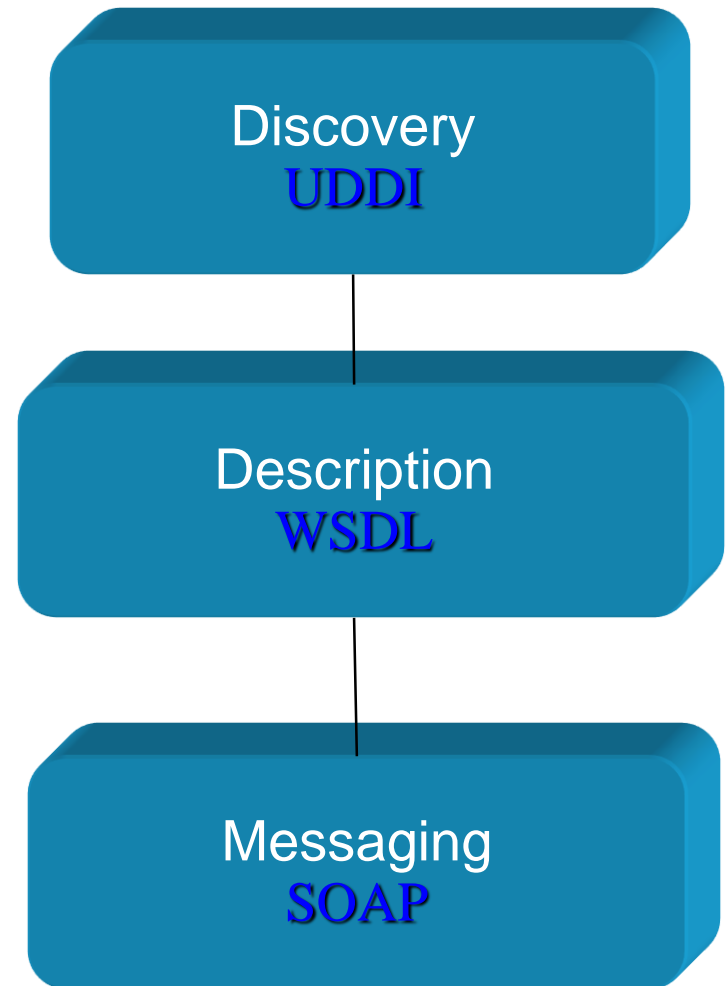 Discovery
UDDI
Description
WSDL
Messaging
SOAP